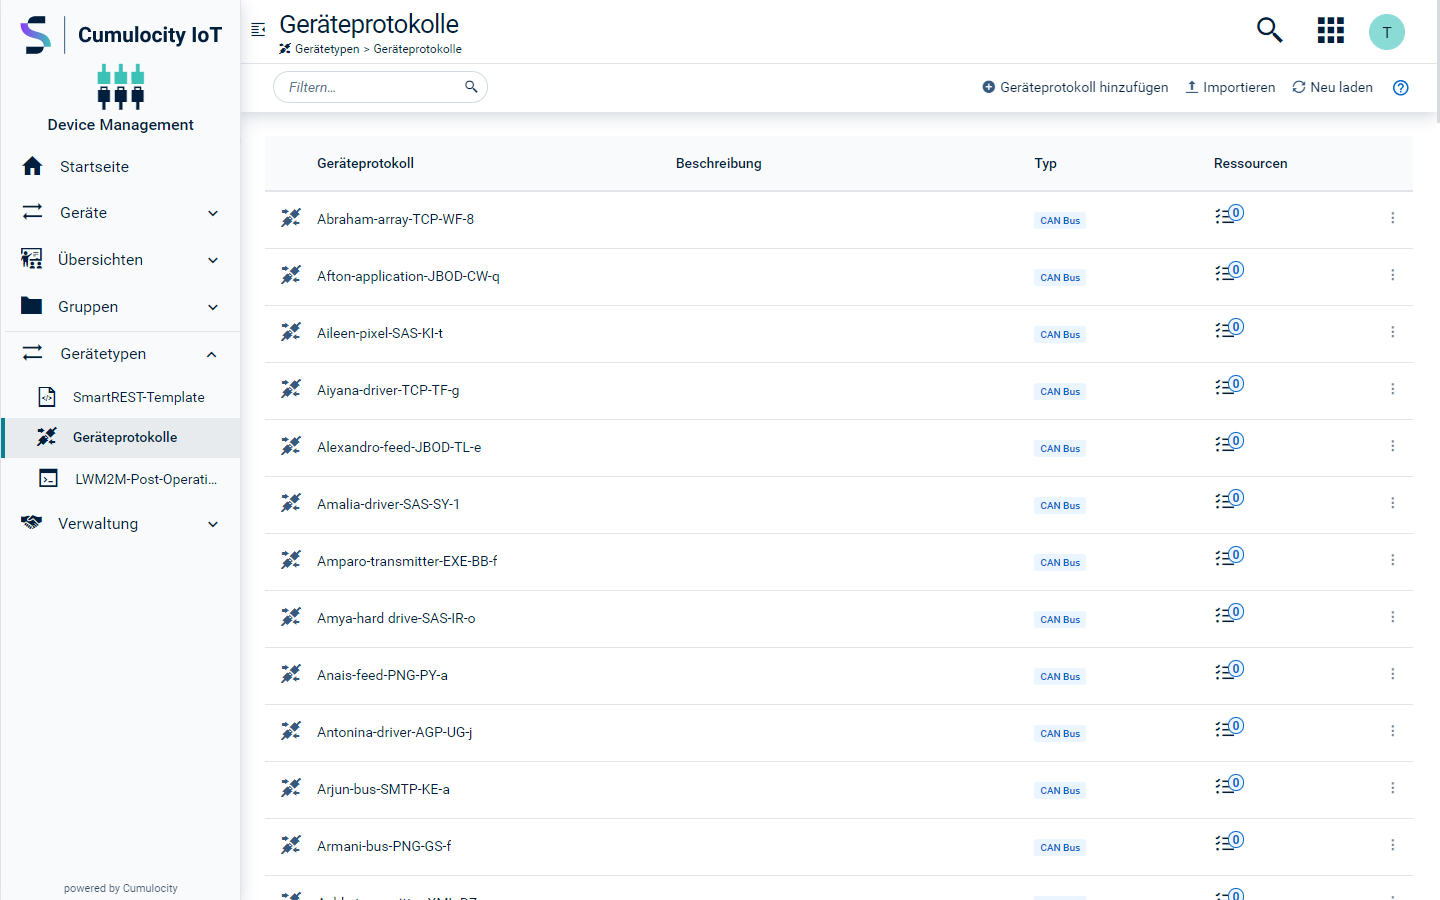 Cumulocity IoT
Device Management
Startseite
Geräte
Übersichten
Gruppen
Gerätetypen
SmartREST-Template
Geräteprotokolle
LWM2M-Post-Operati...
Verwaltung
powered by Cumulocity
Geräteprotokolle
Gerätetypen > Geräteprotokolle
T
Filtern...
Geräteprotokoll hinzufügen
Importieren
Neu laden
Geräteprotokoll Beschreibung Typ Ressourcen
Abraham-array-TCP-WF-8 CAN Bus 0
Afton-application-JBOD-CW-q CAN Bus 0
Aileen-pixel-SAS-KI-t CAN Bus 0
Aiyana-driver-TCP-TF-g CAN Bus 0
Alexandro-feed-JBOD-TL-e CAN Bus 0
Amalia-driver-SAS-SY-1 CAN Bus 0
Amparo-transmitter-EXE-BB-f CAN Bus 0
Amya-hard drive-SAS-IR-o CAN Bus 0
Anais-feed-PNG-PY-a CAN Bus 0
Antonina-driver-AGP-UG-j CAN Bus 0
Arjun-bus-SMTP-KE-a CAN Bus 0
Armani-bus-PNG-GS-f CAN Bus 0
0